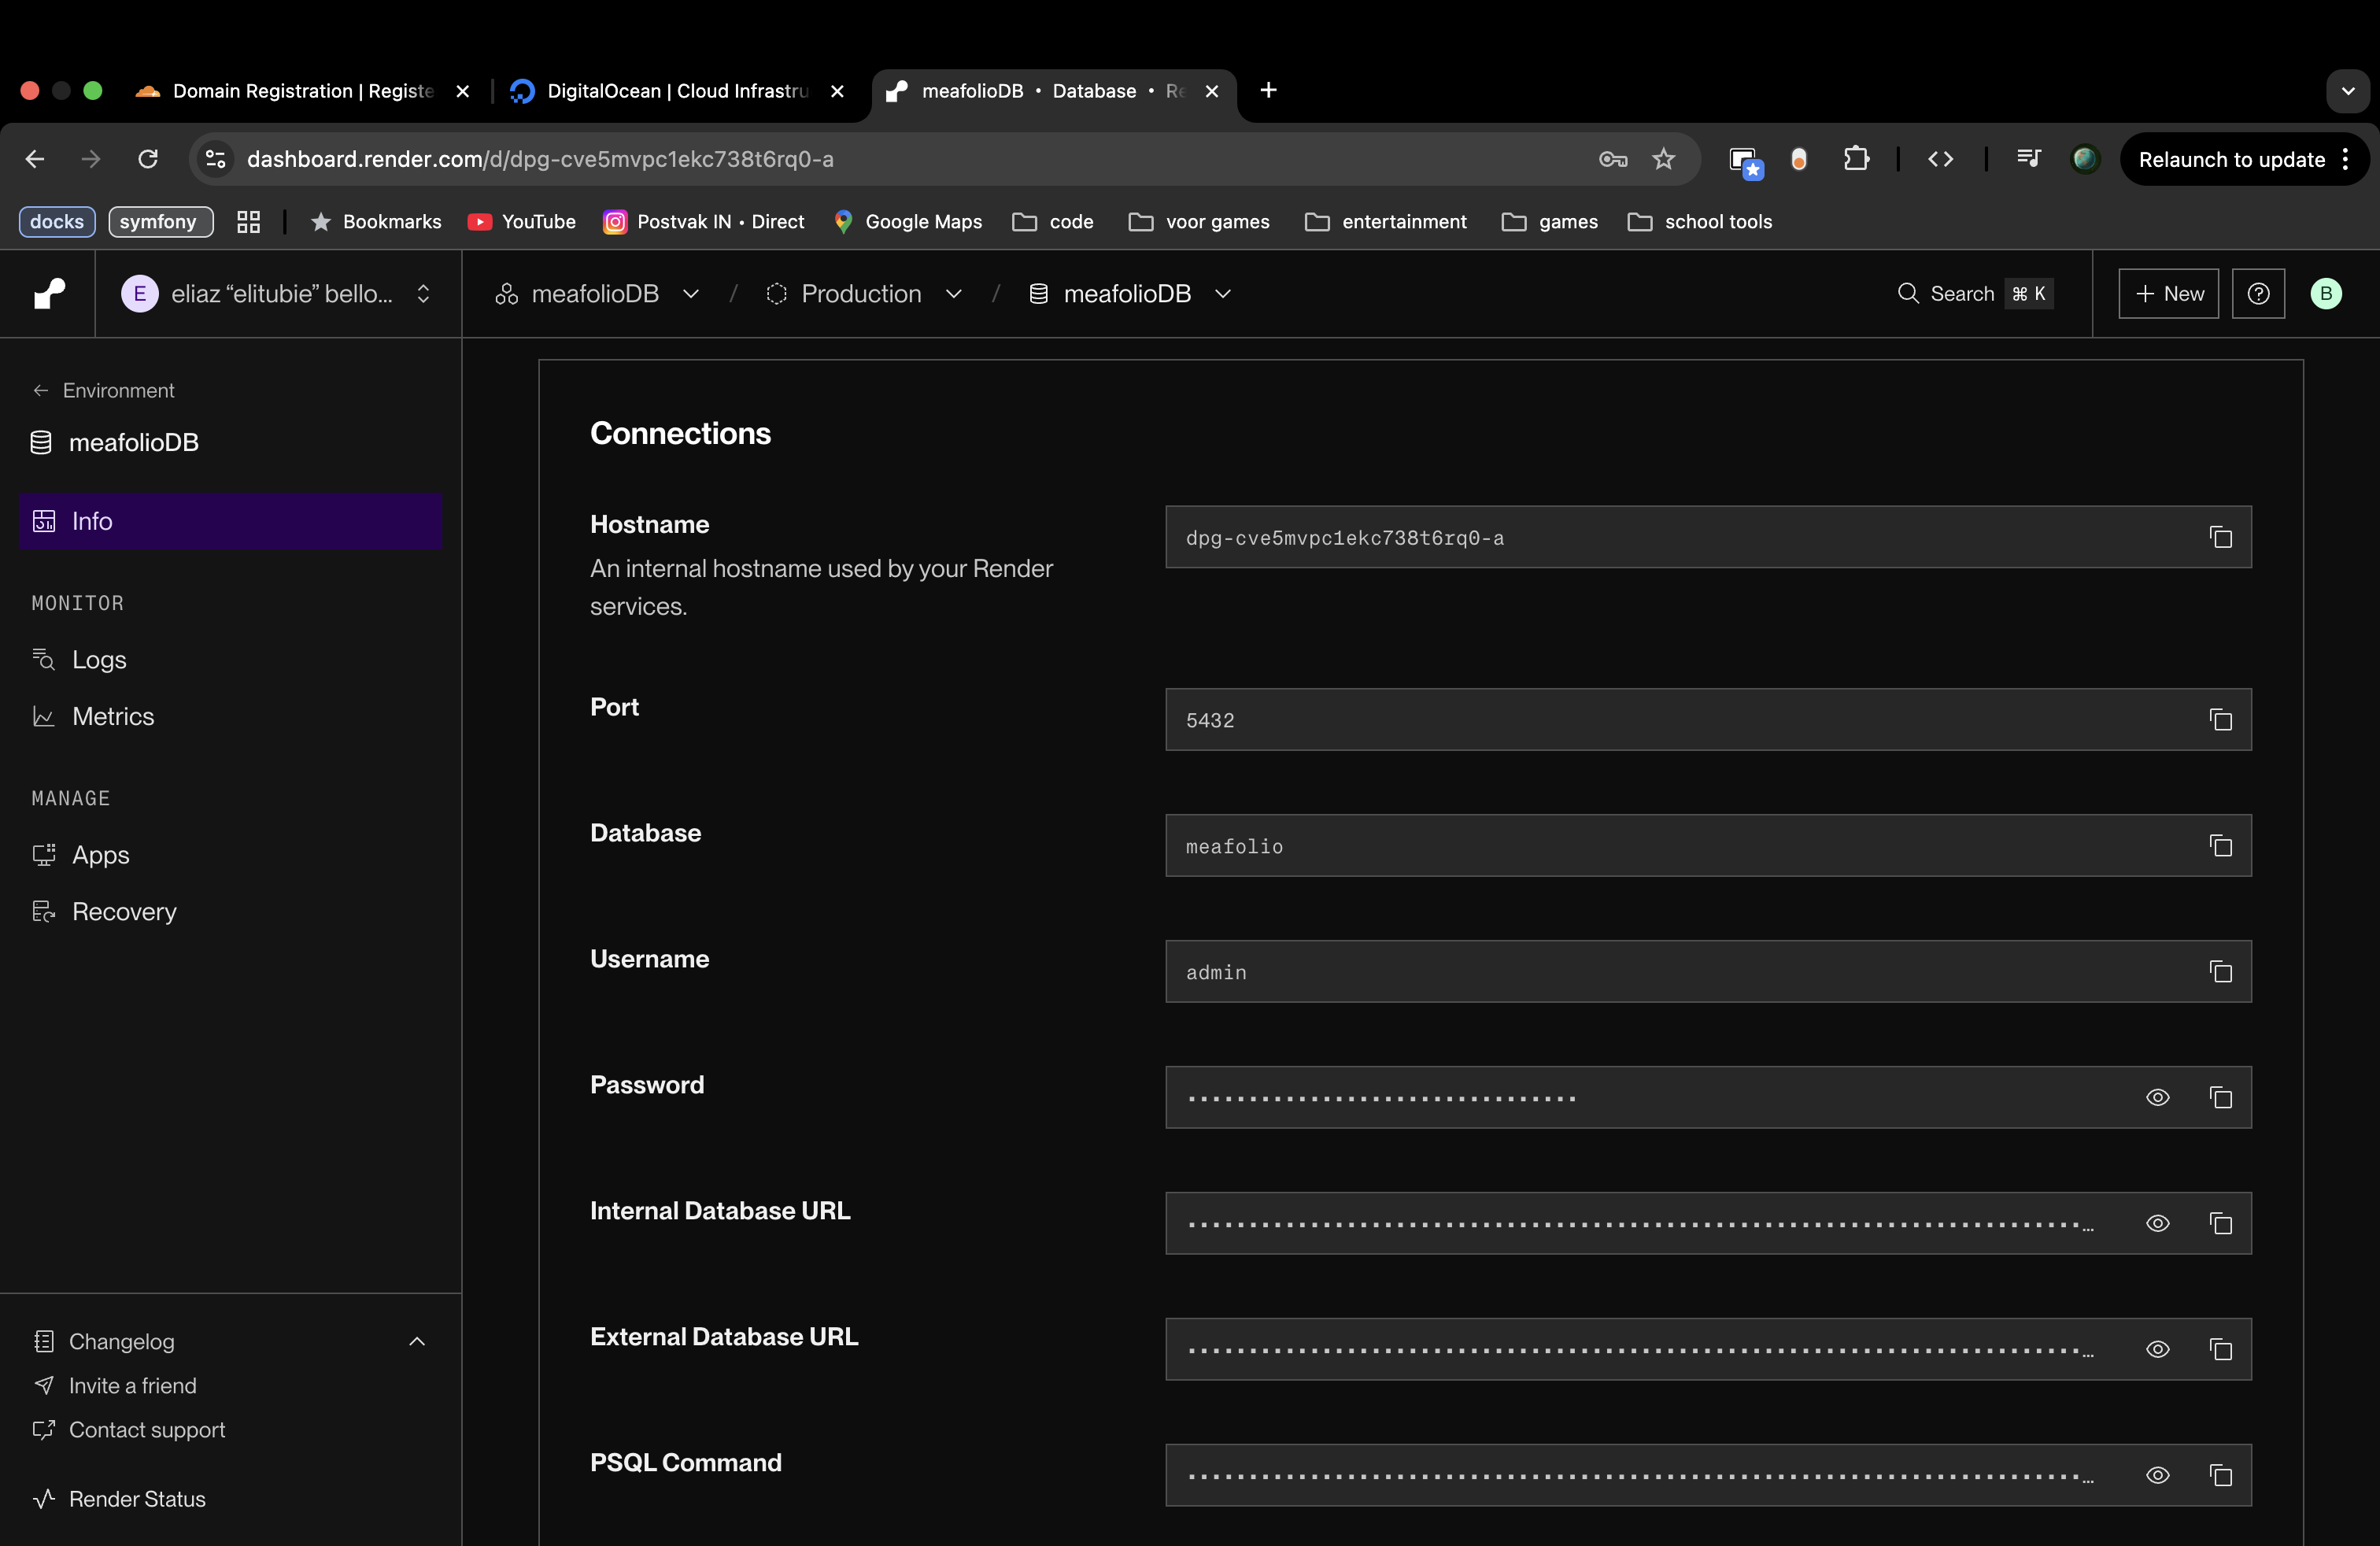 Domain Registration | Registe
DigitalOcean | Cloud Infrastru
meafolioDB • Database • Re
dashboard.render.com/d/dpg-cve5mvpc1ekc738t6rq0-a
Relaunch to update
docks
symfony
Bookmarks
YouTube
Postvak IN • Direct
Google Maps
code
voor games
entertainment
games
school tools
E
eliaz “elitubie” bello...
meafolioDB
/
Production
/
meafolioDB
Search
⌘ K
+ New
B
← Environment
meafolioDB
Info
MONITOR
Logs
Metrics
MANAGE
Apps
Recovery
Changelog
Invite a friend
Contact support
Render Status
Connections
Hostname
An internal hostname used by your Render
services.
dpg-cve5mvpc1ekc738t6rq0-a
Port
5432
Database
meafolio
Username
admin
Password
Internal Database URL
External Database URL
PSQL Command